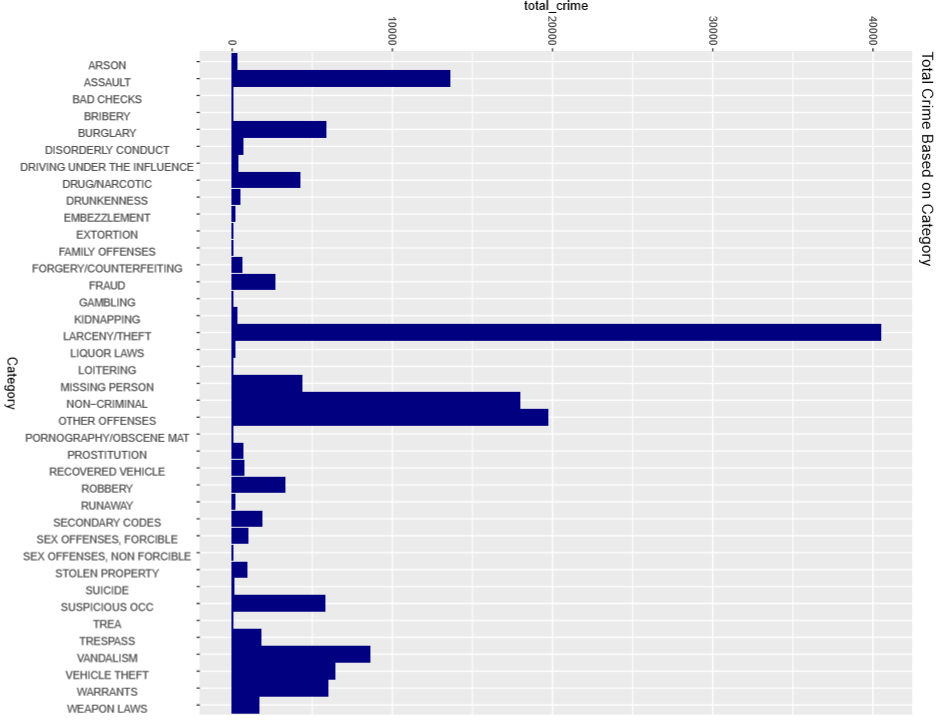 total_crime
0
10000
20000
30000
40000
Total Crime Based on Category
Category
ARSON
ASSAULT
BAD CHECKS
BRIBERY
BURGLARY
DISORDERLY CONDUCT
DRIVING UNDER THE INFLUENCE
DRUG/NARCOTIC
DRUNKENNESS
EMBEZZLEMENT
EXTORTION
FAMILY OFFENSES
FORGERY/COUNTERFEITING
FRAUD
GAMBLING
KIDNAPPING
LARCENY/THEFT
LIQUOR LAWS
LOITERING
MISSING PERSON
NON−CRIMINAL
OTHER OFFENSES
PORNOGRAPHY/OBSCENE MAT
PROSTITUTION
RECOVERED VEHICLE
ROBBERY
RUNAWAY
SECONDARY CODES
SEX OFFENSES, FORCIBLE
SEX OFFENSES, NON FORCIBLE
STOLEN PROPERTY
SUICIDE
SUSPICIOUS OCC
TREA
TRESPASS
VANDALISM
VEHICLE THEFT
WARRANTS
WEAPON LAWS